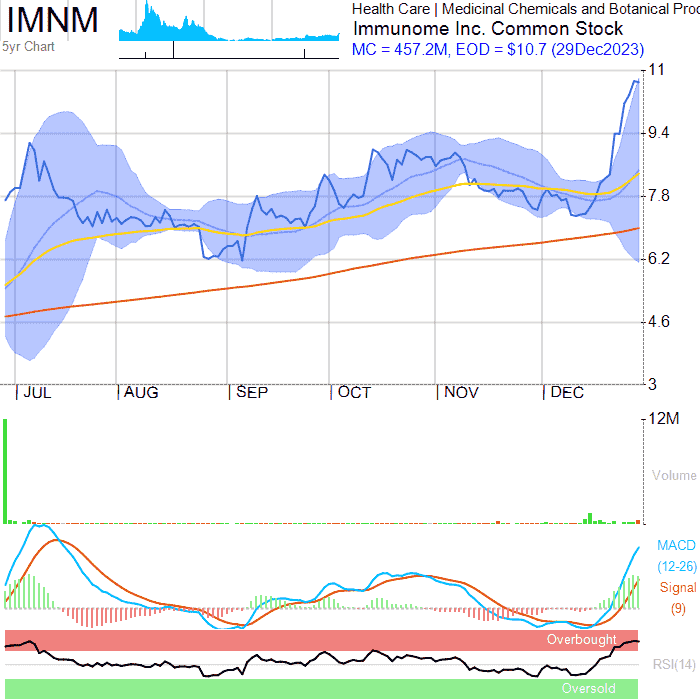 IMNM
5yr Chart
Health Care | Medicinal Chemicals and Botanical Proc
Immunome Inc. Common Stock
MC = 457.2M, EOD = $10.7 (29Dec2023)
11
9.4
7.8
6.2
4.6
3
JUL AUG SEP OCT NOV DEC
12M
Volume
MACD
(12-26)
Signal
(9)
Overbought
RSI(14)
Oversold